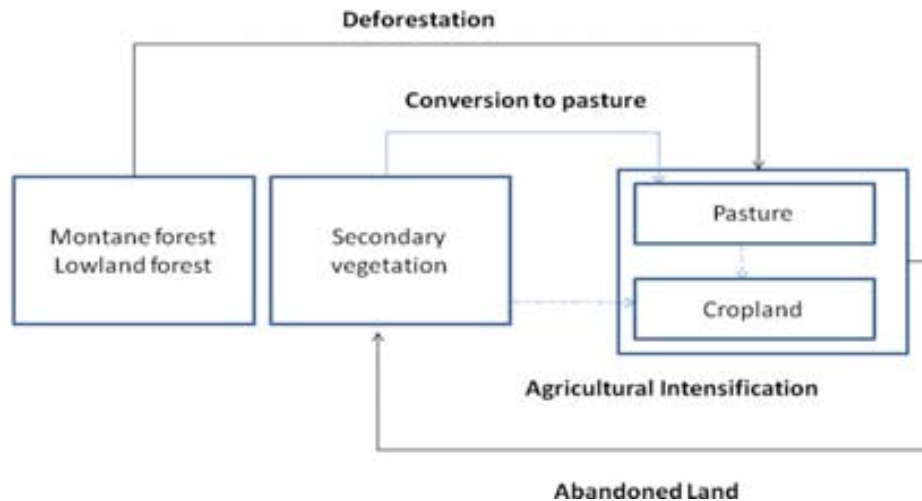 Deforestation
Conversion to pasture
Montane forest
Lowland forest
Secondary
vegetation
Pasture
Cropland
Agricultural Intensification
Abandoned Land